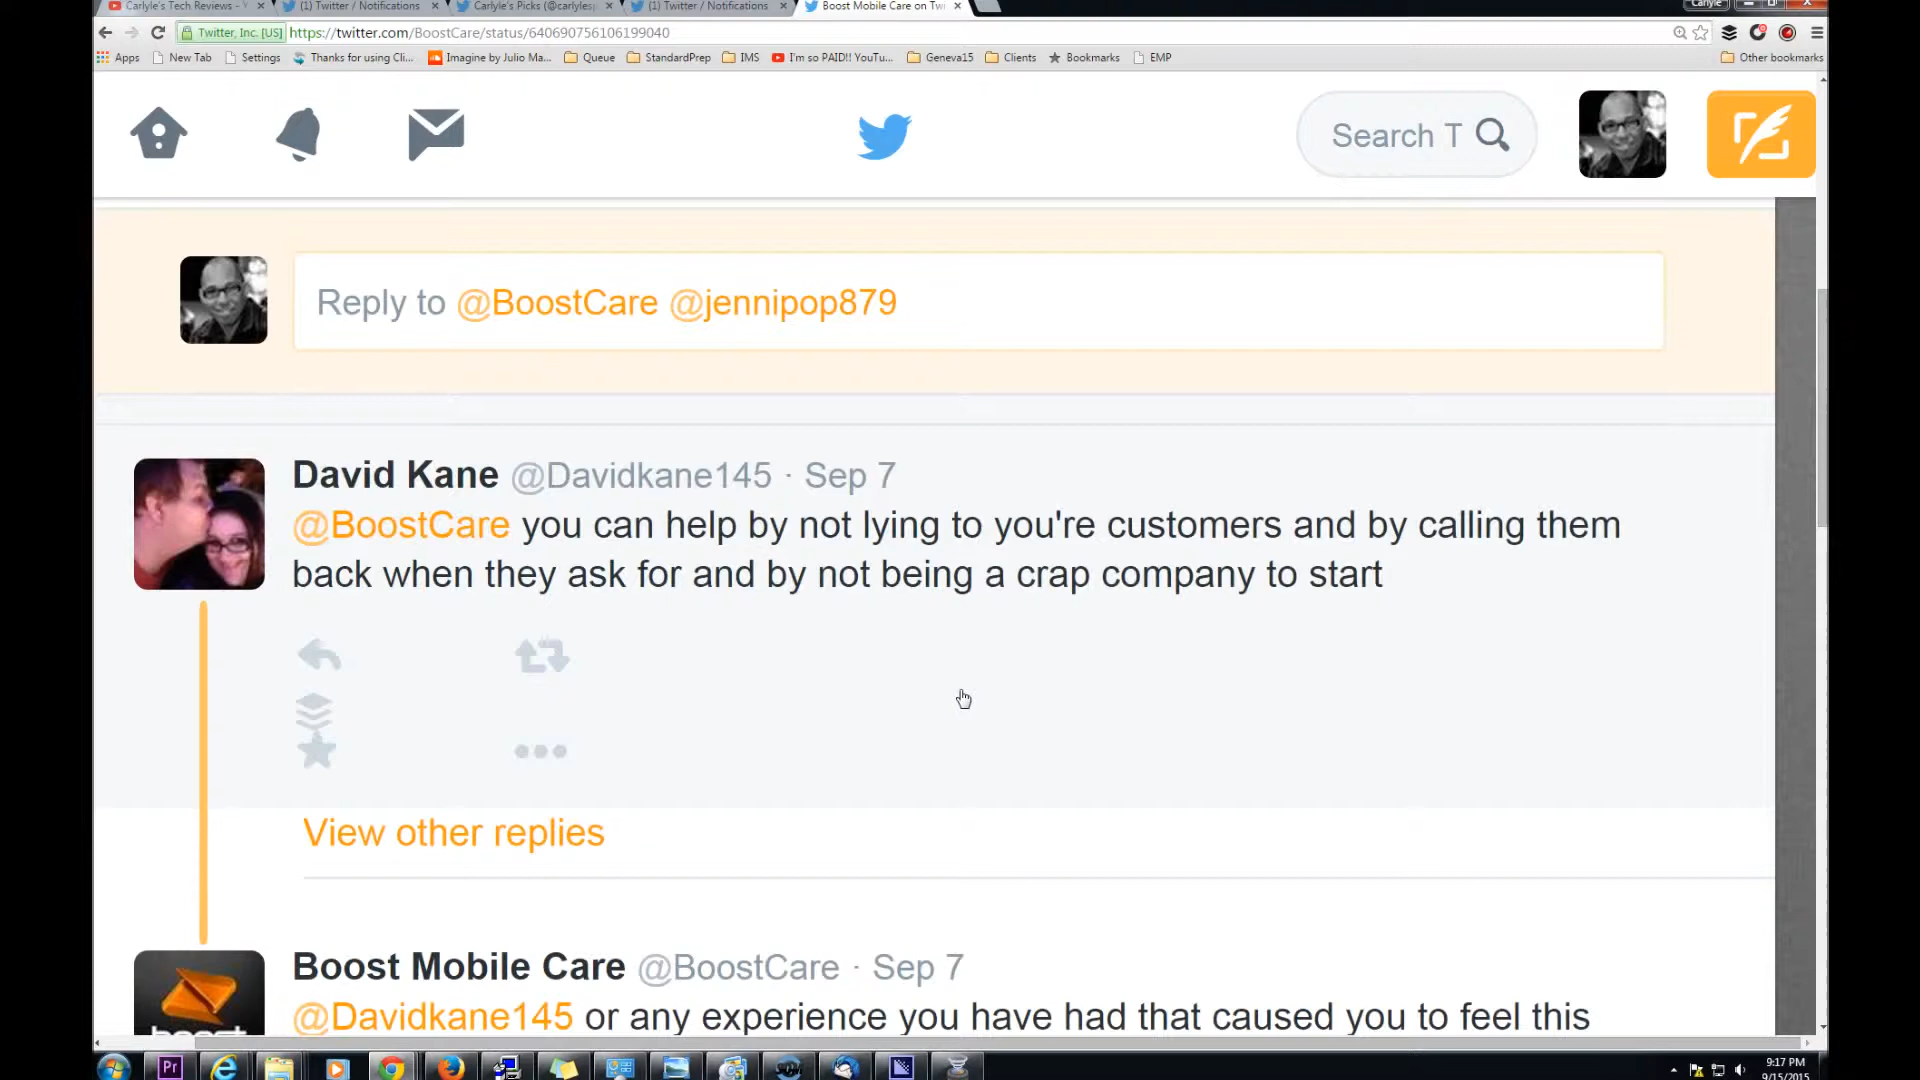 Carlyle's Tech Reviews - Y
(1) Twitter / Notifications
Carlyle's Picks (@carlylesp
(1) Twitter / Notifications
Boost Mobile Care on Twi
Carlyle
Twitter, Inc. [US]
https://twitter.com/BoostCare/status/640690756106199040
Apps
New Tab
Settings
Thanks for using Cli...
Imagine by Julio Ma...
Queue
StandardPrep
IMS
I'm so PAID!! YouTu...
Geneva15
Clients
Bookmarks
EMP
Other bookmarks
Search T
Reply to @BoostCare @jennipop879
David Kane @Davidkane145 · Sep 7
@BoostCare you can help by not lying to you're customers and by calling them
back when they ask for and by not being a crap company to start
View other replies
Boost Mobile Care @BoostCare · Sep 7
@Davidkane145 or any experience you have had that caused you to feel this
boost
Pr
9:17 PM
9/15/2015